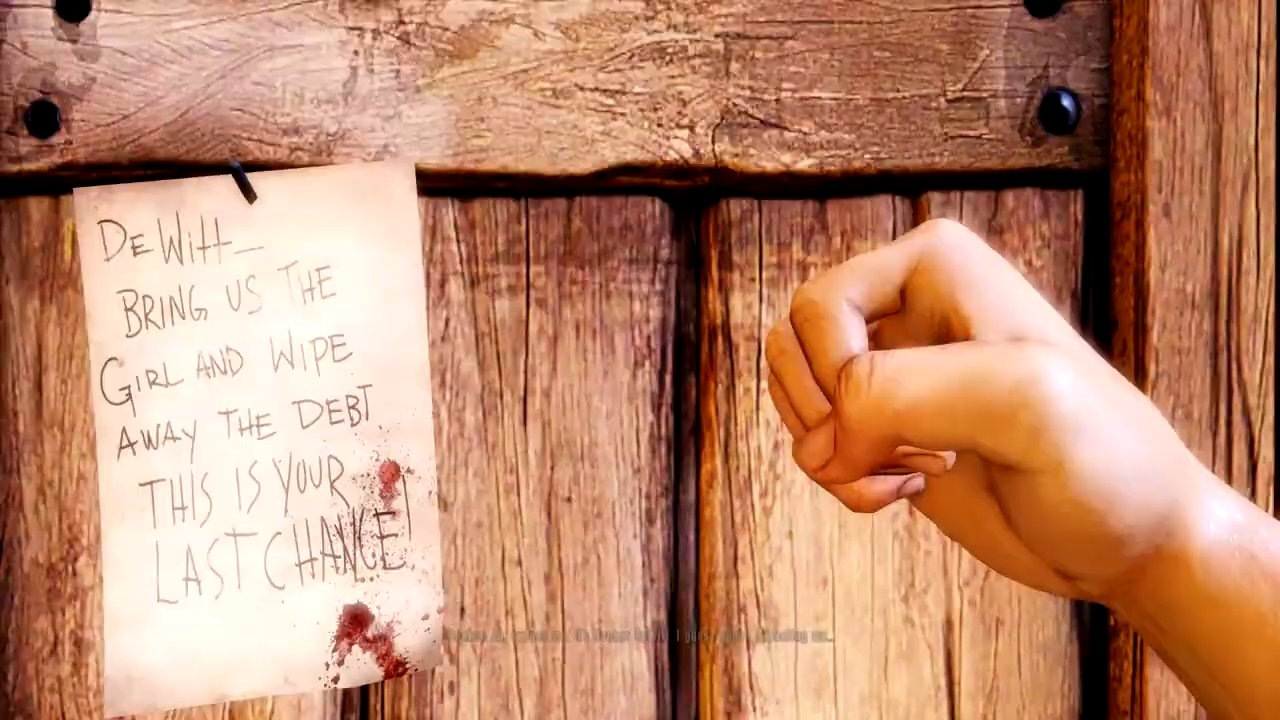 DeWitt—
BRING US THE
GIRL AND WIPE
AWAY THE DEBT
THIS IS YOUR
LAST CHANCE!